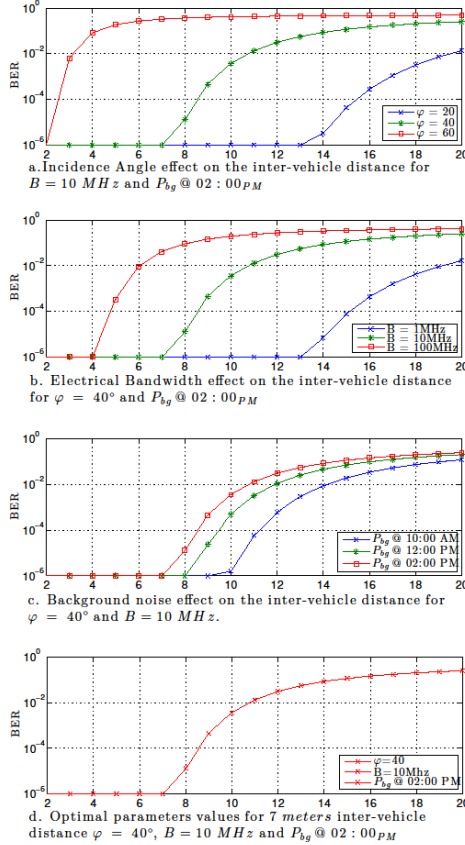 10^0
10^-2
10^-4
10^-6
BER
φ = 20
φ = 40
φ = 60
2 4 6 8 10 12 14 16 18 20
a.Incidence Angle effect on the inter-vehicle distance for
B = 10 MHz and P_bg @ 02 : 00_PM
10^0
10^-2
10^-4
10^-6
BER
B = 1MHz
B = 10MHz
B = 100MHz
2 4 6 8 10 12 14 16 18 20
b. Electrical Bandwidth effect on the inter-vehicle distance
for φ = 40° and P_bg @ 02 : 00_PM
10^0
10^-2
10^-4
10^-6
BER
P_bg @ 10:00 AM
P_bg @ 12:00 PM
P_bg @ 02:00 PM
2 4 6 8 10 12 14 16 18 20
c. Background noise effect on the inter-vehicle distance for
φ = 40° and B = 10 MHz.
10^0
10^-2
10^-4
10^-6
BER
φ=40
B=10Mhz
P_bg @ 02:00 PM
2 4 6 8 10 12 14 16 18 20
d. Optimal parameters values for 7 meters inter-vehicle
distance φ = 40°, B = 10 MHz and P_bg @ 02 : 00_PM